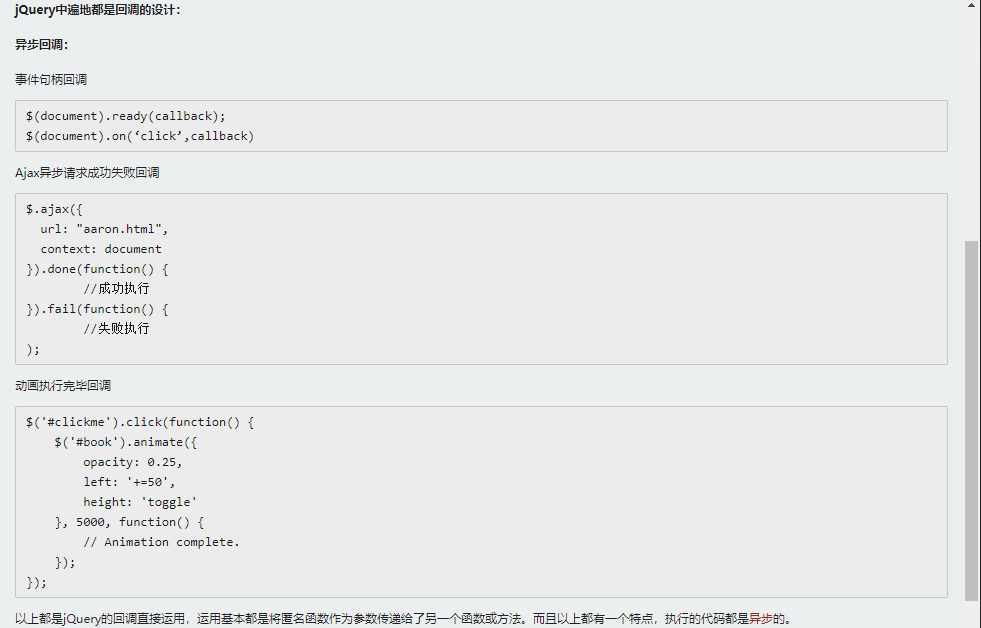 jQuery中遍地都是回调的设计：
异步回调：
事件句柄回调
$(document).ready(callback);
$(document).on(‘click’,callback)
Ajax异步请求成功失败回调
$.ajax({
  url: "aaron.html",
  context: document
}).done(function() {
        //成功执行
}).fail(function() {
        //失败执行
);
动画执行完毕回调
$('#clickme').click(function() {
    $('#book').animate({
        opacity: 0.25,
        left: '+=50',
        height: 'toggle'
    }, 5000, function() {
        // Animation complete.
    });
});
以上都是jQuery的回调直接运用，运用基本都是将匿名函数作为参数传递给了另一个函数或方法。而且以上都有一个特点，执行的代码都是异步的。